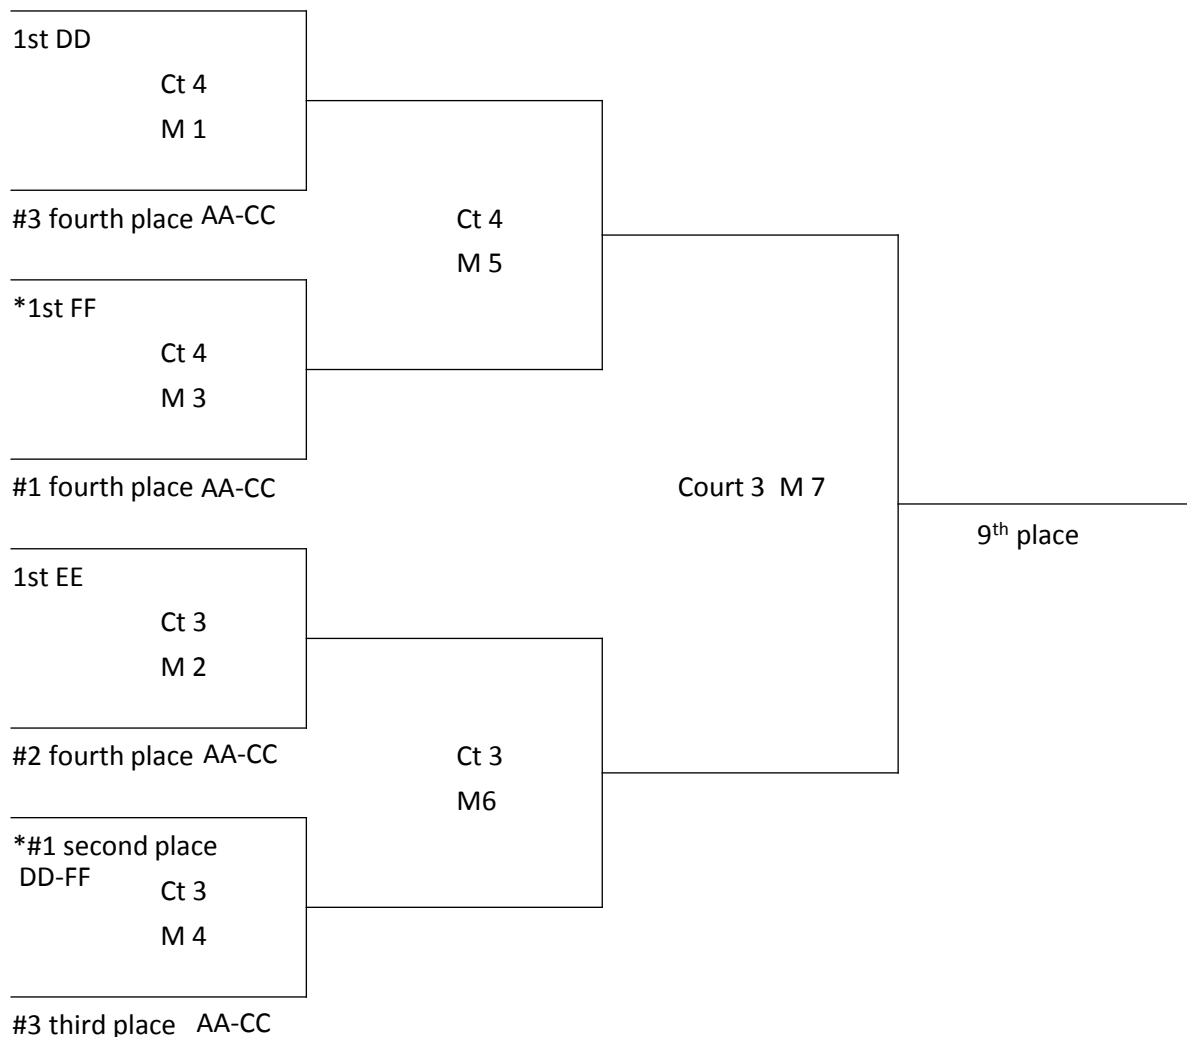 1st DD
Ct 4
M 1
#3 fourth place AA-CC
Ct 4
M 5
*1st FF
Ct 4
M 3
#1 fourth place AA-CC
Court 3 M 7
9th place
1st EE
Ct 3
M 2
#2 fourth place AA-CC
Ct 3
M6
*#1 second place
DD-FF
Ct 3
M 4
#3 third place AA-CC